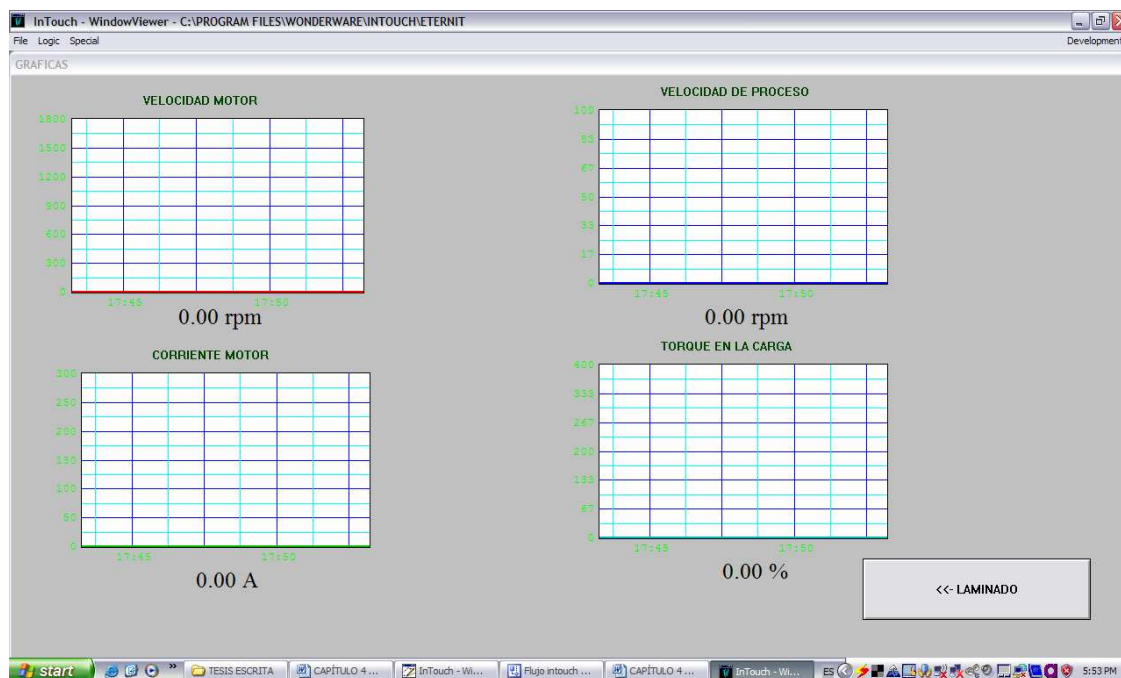 InTouch - WindowViewer - C:\PROGRAM FILES\WONDERWARE\INTOUCH\ETERNIT
File Logic Special
Development
GRAFICAS
VELOCIDAD MOTOR
1800
1500
1200
900
600
300
0
17:45 17:50
0.00 rpm
VELOCIDAD DE PROCESO
100
83
67
50
33
17
0
17:45 17:50
0.00 rpm
CORRIENTE MOTOR
300
250
200
150
100
50
0
17:45 17:50
0.00 A
TORQUE EN LA CARGA
400
333
267
200
133
67
0
17:45 17:50
0.00 %
<<- LAMINADO
start
TESIS ESCRITA
CAPÍTULO 4 ...
InTouch - Wi...
Flujo intouch ...
CAPÍTULO 4 ...
InTouch - Wi...
ES
5:53 PM